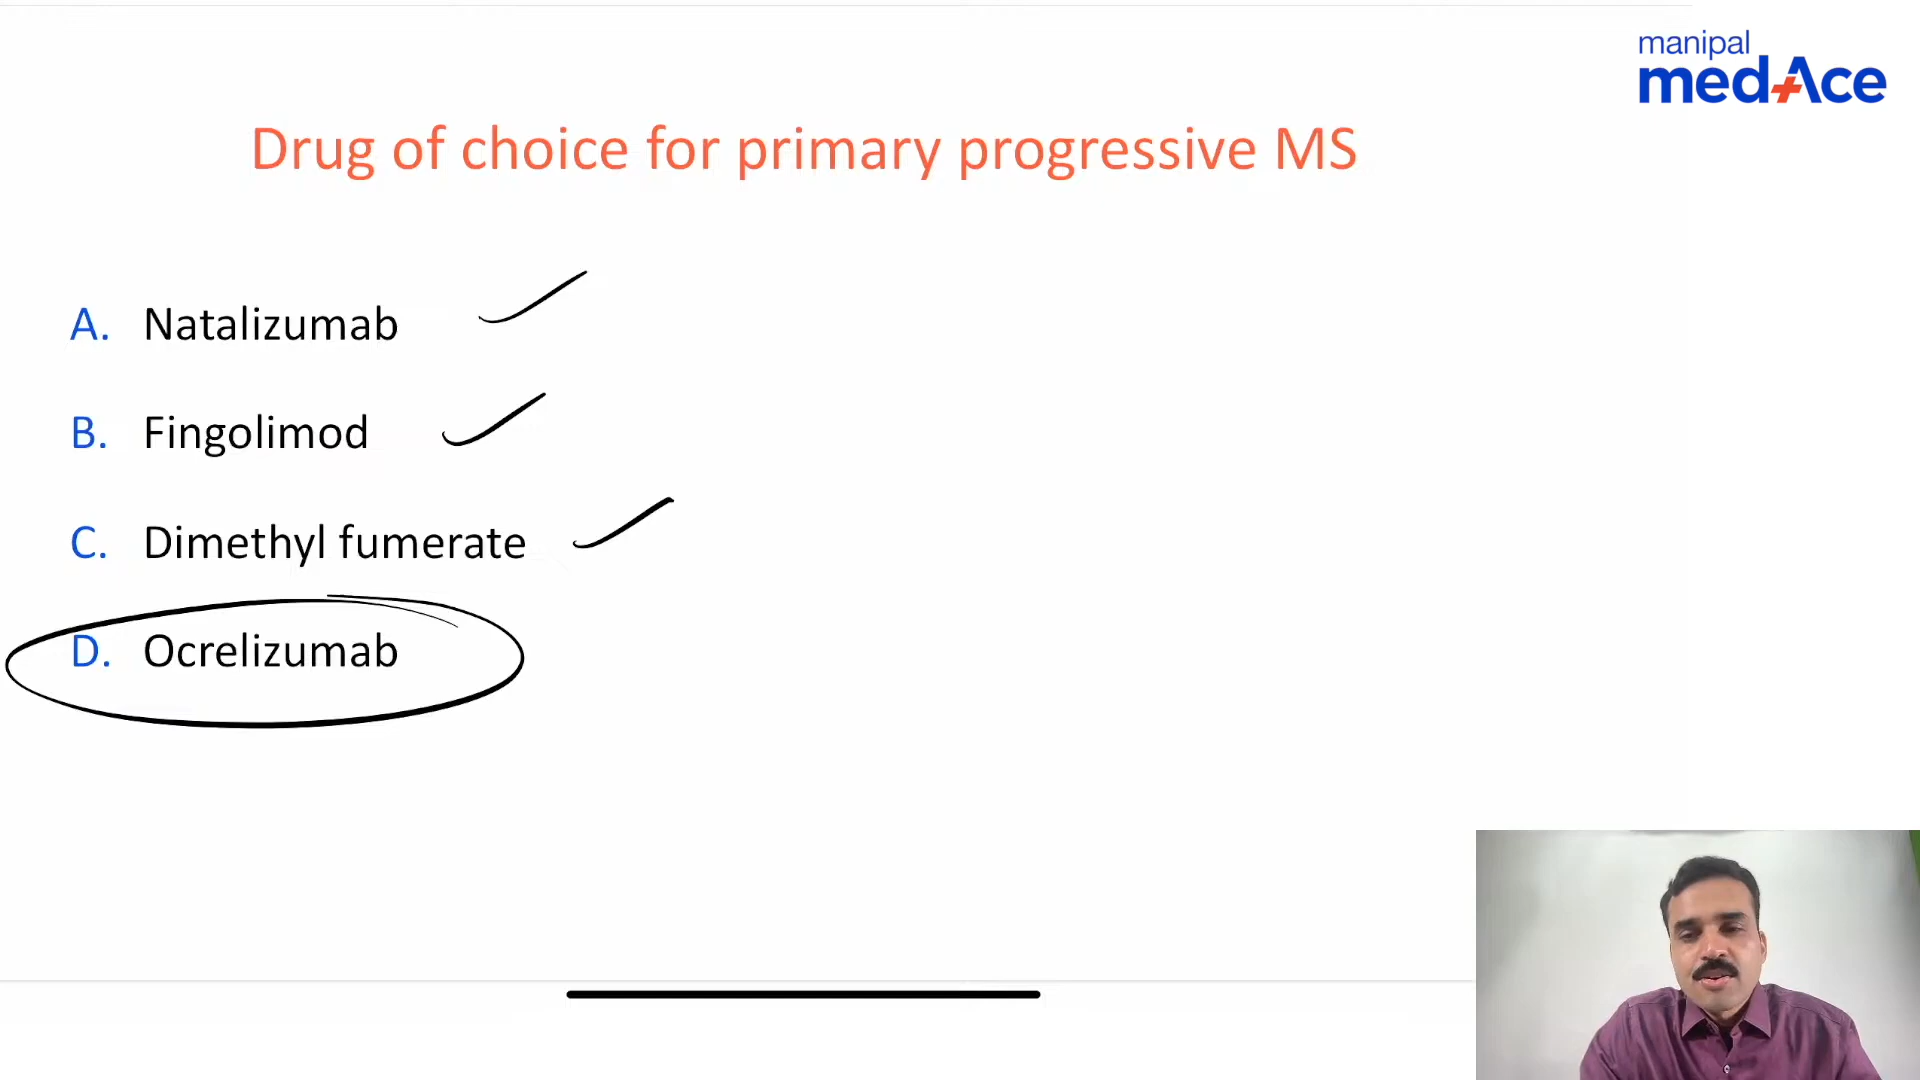 manipal
medAce
Drug of choice for primary progressive MS
A. Natalizumab
B. Fingolimod
C. Dimethyl fumerate
D. Ocrelizumab